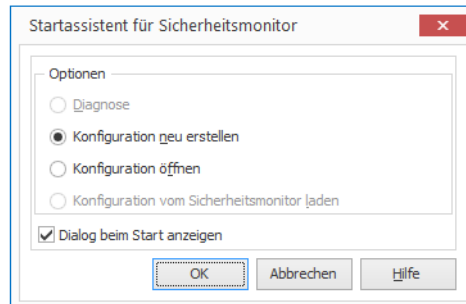 Startassistent für Sicherheitsmonitor
Optionen
Diagnose
Konfiguration neu erstellen
Konfiguration öffnen
Konfiguration vom Sicherheitsmonitor laden
Dialog beim Start anzeigen
OK Abbrechen Hilfe